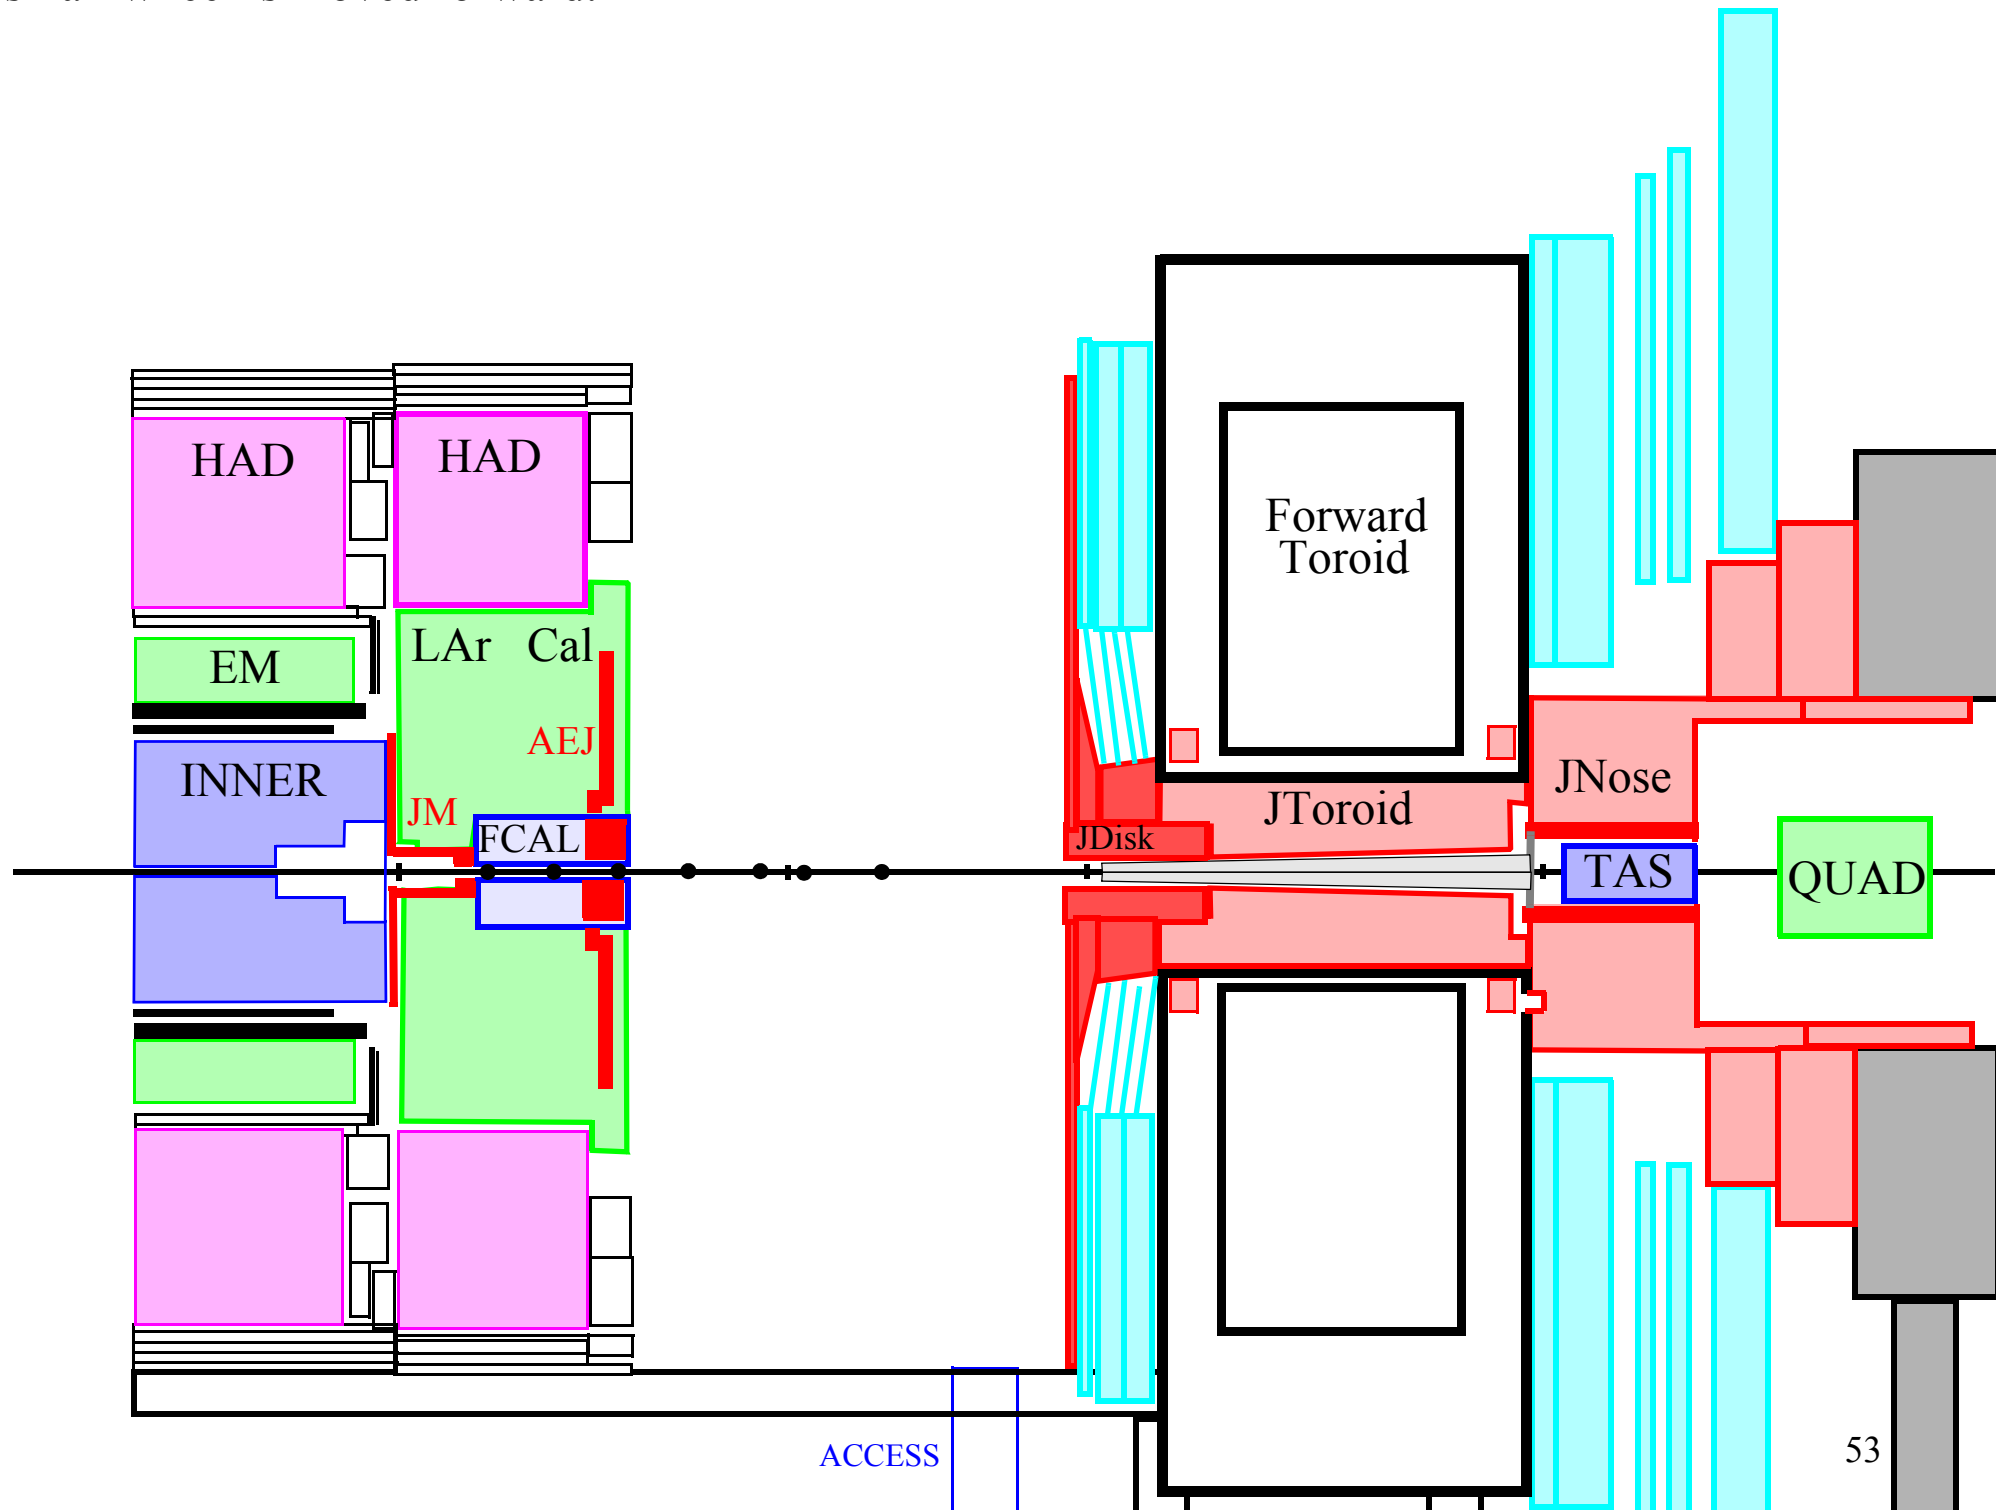 HAD
HAD
Forward
Toroid
LAr Cal
EM
AEJ
INNER
JM
FCAL
JDisk
JToroid
JNose
TAS
QUAD
ACCESS
53